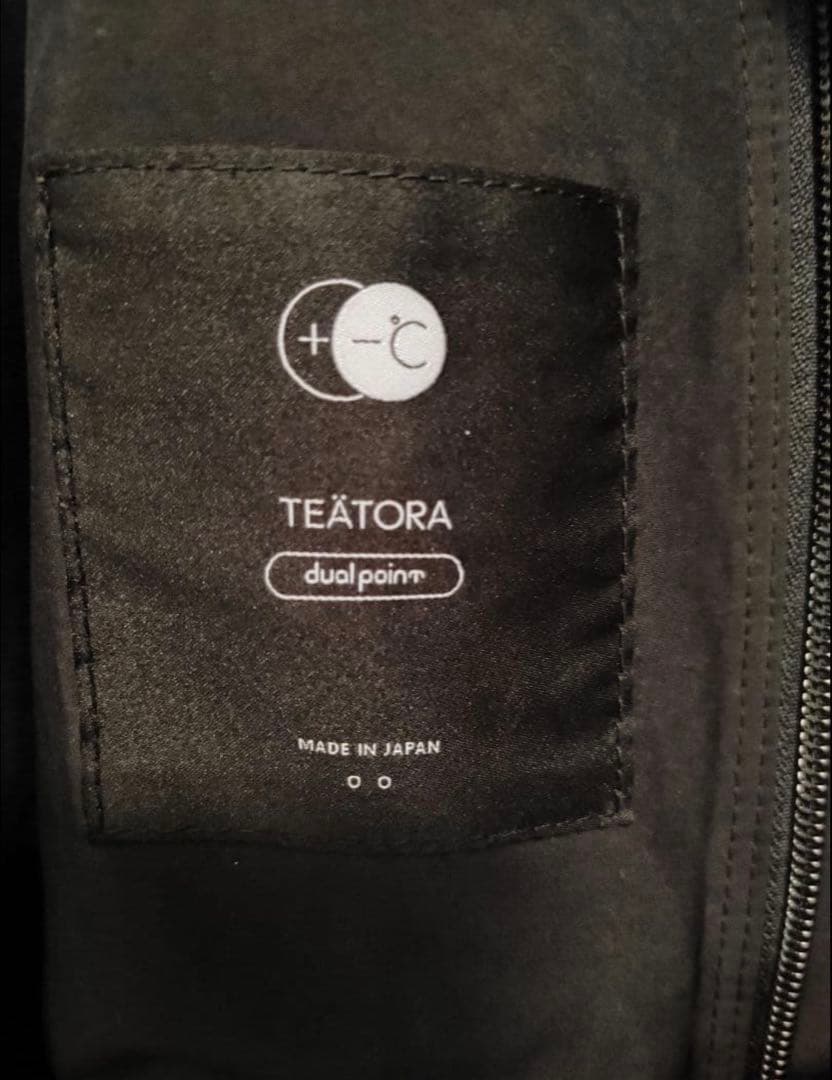 + −℃
TEÄTORA
dualpoint
MADE IN JAPAN
o o